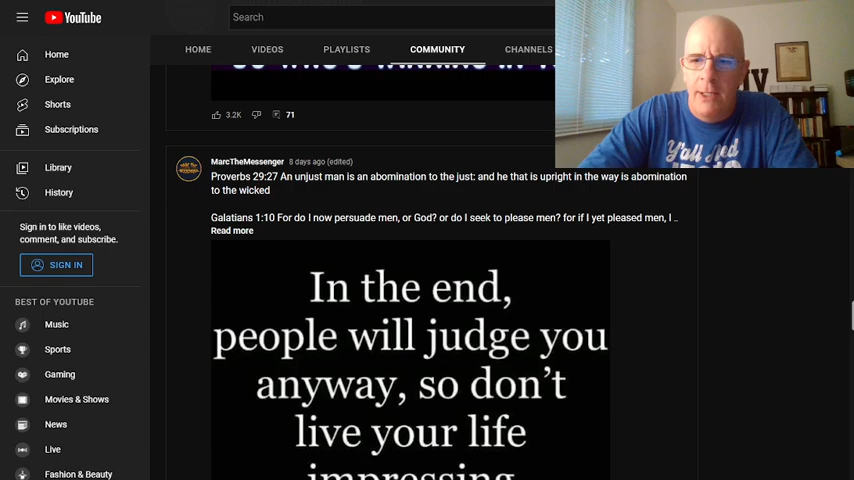 YouTube
Search
HOME VIDEOS PLAYLISTS COMMUNITY CHANNELS
Home
Explore
Shorts
Subscriptions
Library
History
Sign in to like videos,
comment, and subscribe.
SIGN IN
BEST OF YOUTUBE
Music
Sports
Gaming
Movies & Shows
News
Live
Fashion & Beauty
3.2K 71
MarcTheMessenger 8 days ago (edited)
Proverbs 29:27 An unjust man is an abomination to the just: and he that is upright in the way is abomination
to the wicked
Galatians 1:10 For do I now persuade men, or God? or do I seek to please men? for if I yet pleased men, I ...
Read more
In the end,
people will judge you
anyway, so don't
live your life
impressing
Y'all Need